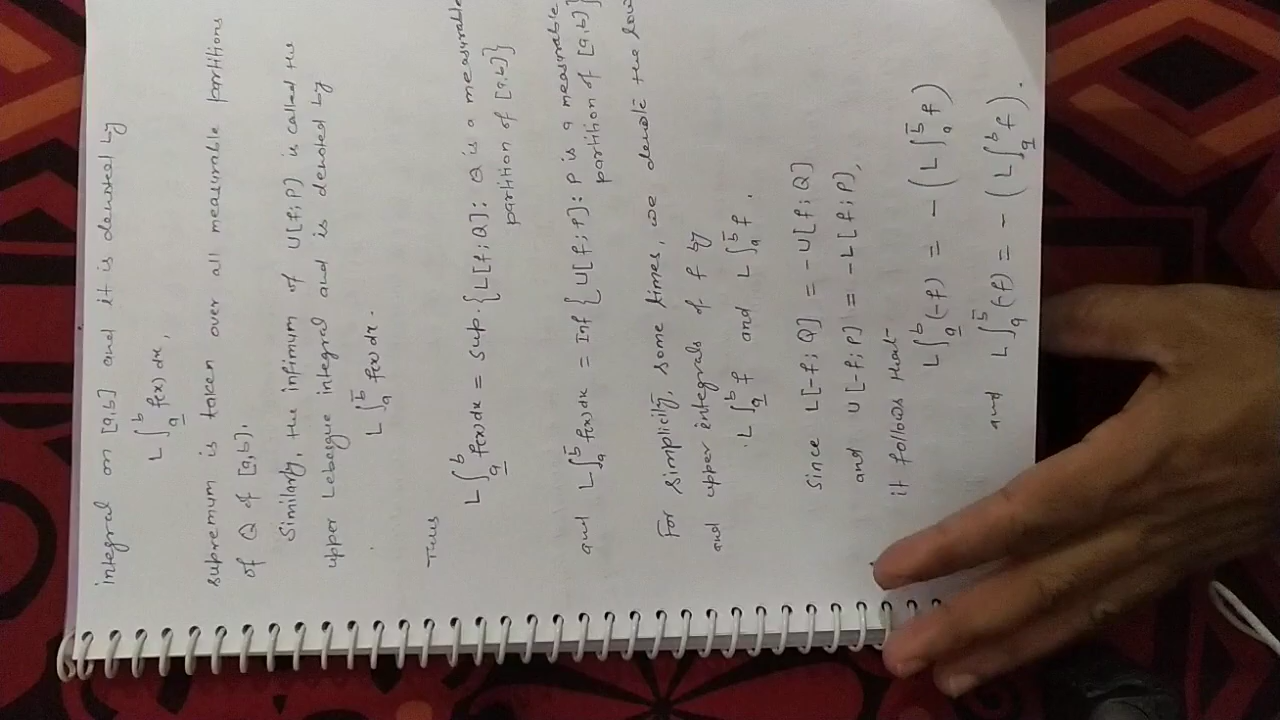 integral on [a,b] and it is denoted by
L∫_a̲^b f(x) dx,
supremum is taken over all measurable partitions
of Q of [a,b].
Similarly, the infimum of U[f;P] is called the
upper Lebesgue integral and is denoted by
L∫_a^b̅ f(x) dx.
Thus
L∫_a̲^b f(x) dx = sup. {L[f;Q]: Q is a measurable
partition of [a,b]}
and L∫_a^b̅ f(x) dx = Inf {U[f;P]: P is a measurable
partition of [a,b]}
For simplicity, some times, we denote the
and upper integrals of f by
L∫_a̲^b f and L∫_a^b̅ f.
Since L[-f;Q] = -U[f;Q]
and U[-f;P] = -L[f;P],
it follows that
L∫_a̲^b (-f) = - (L∫_a^b̅ f)
and L∫_a^b̅ (-f) = - (L∫_a̲^b f).